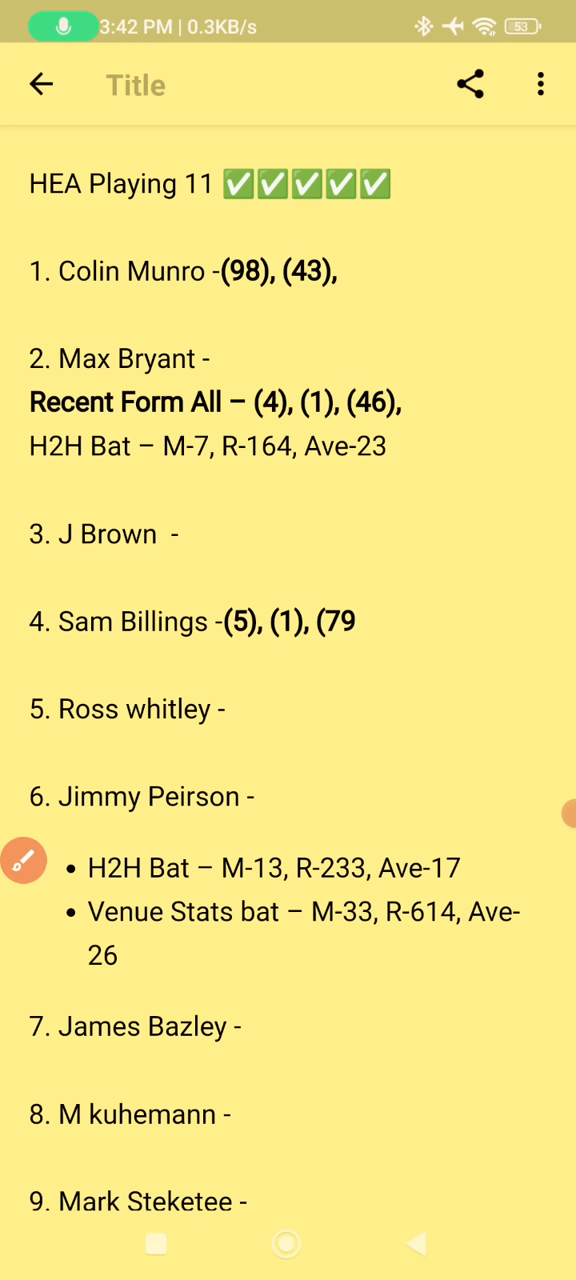 3:42 PM | 0.3KB/s
53
Title
HEA Playing 11 ✅✅✅✅✅
1. Colin Munro -(98), (43),
2. Max Bryant -
Recent Form All – (4), (1), (46),
H2H Bat – M-7, R-164, Ave-23
3. J Brown  -
4. Sam Billings -(5), (1), (79
5. Ross whitley -
6. Jimmy Peirson -
• H2H Bat – M-13, R-233, Ave-17
• Venue Stats bat – M-33, R-614, Ave-
26
7. James Bazley -
8. M kuhemann -
9. Mark Steketee -